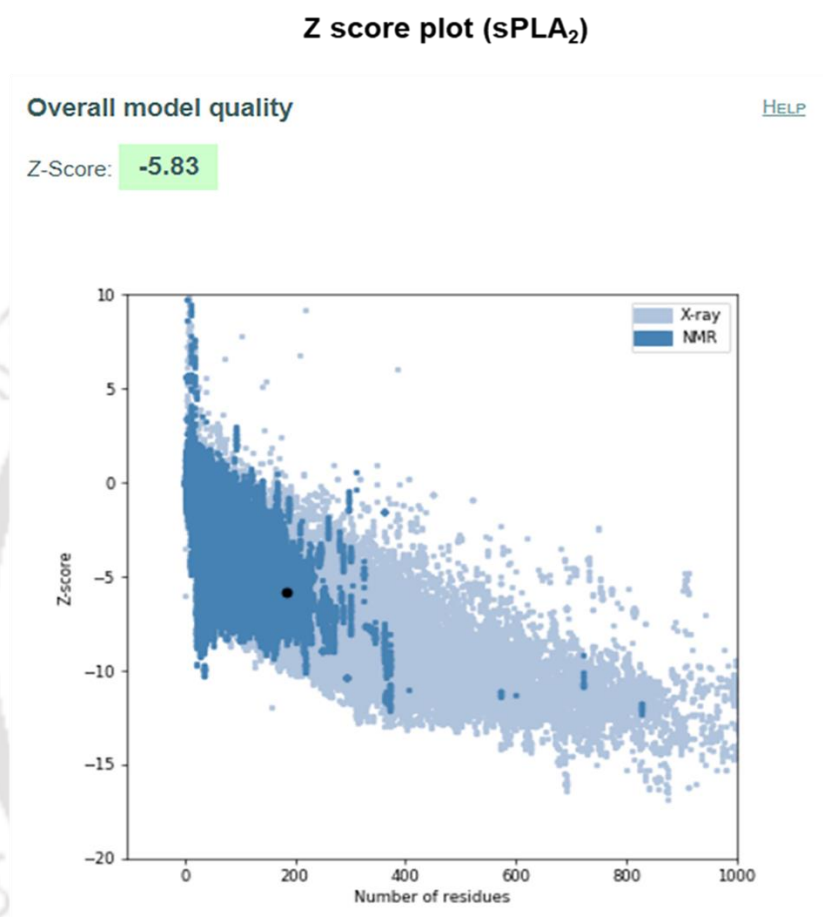 Z score plot (sPLA₂)
Overall model quality
HELP
Z-Score: -5.83
X-ray
NMR
10
5
0
−5
−10
−15
−20
Z-score
0 200 400 600 800 1000
Number of residues